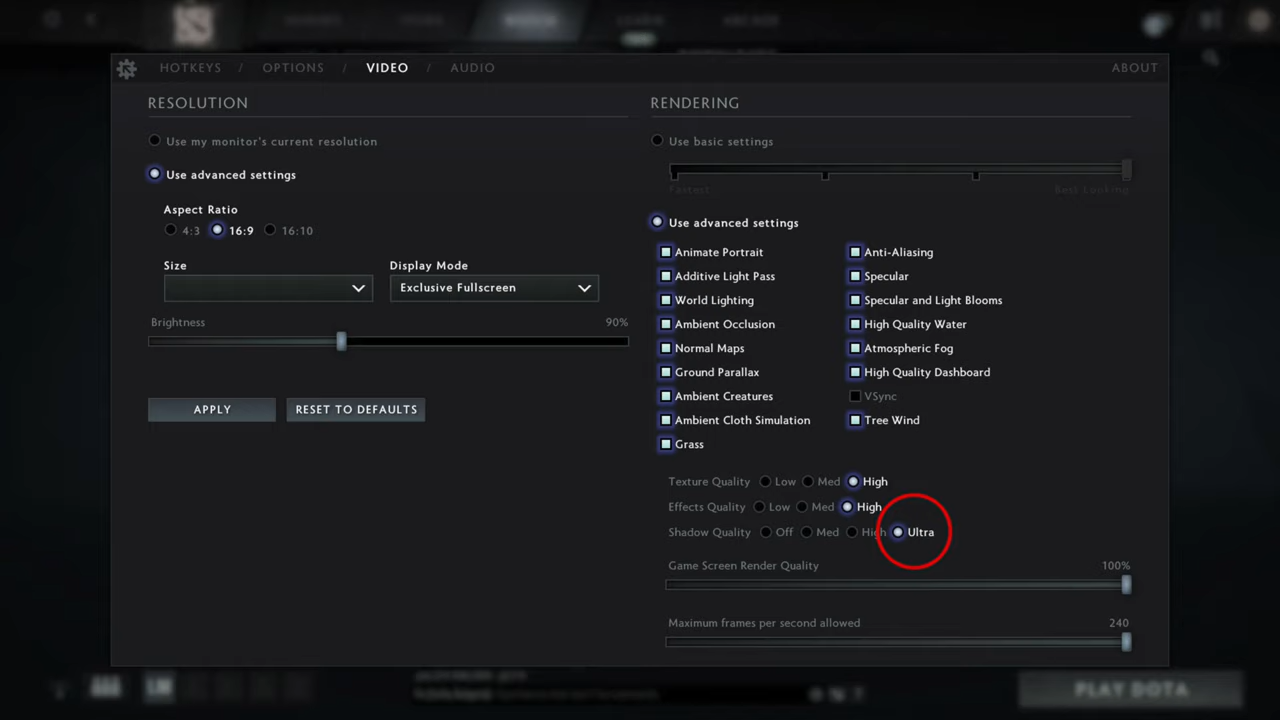 HOTKEYS / OPTIONS / VIDEO / AUDIO
ABOUT
RESOLUTION
Use my monitor's current resolution
Use advanced settings
Aspect Ratio
4:3 16:9 16:10
Size
Display Mode
Exclusive Fullscreen
Brightness 90%
APPLY RESET TO DEFAULTS
RENDERING
Use basic settings
Fastest Best Looking
Use advanced settings
Animate Portrait
Additive Light Pass
World Lighting
Ambient Occlusion
Normal Maps
Ground Parallax
Ambient Creatures
Ambient Cloth Simulation
Grass
Anti-Aliasing
Specular
Specular and Light Blooms
High Quality Water
Atmospheric Fog
High Quality Dashboard
VSync
Tree Wind
Texture Quality Low Med High
Effects Quality Low Med High
Shadow Quality Off Med High Ultra
Game Screen Render Quality 100%
Maximum frames per second allowed 240
PLAY DOTA